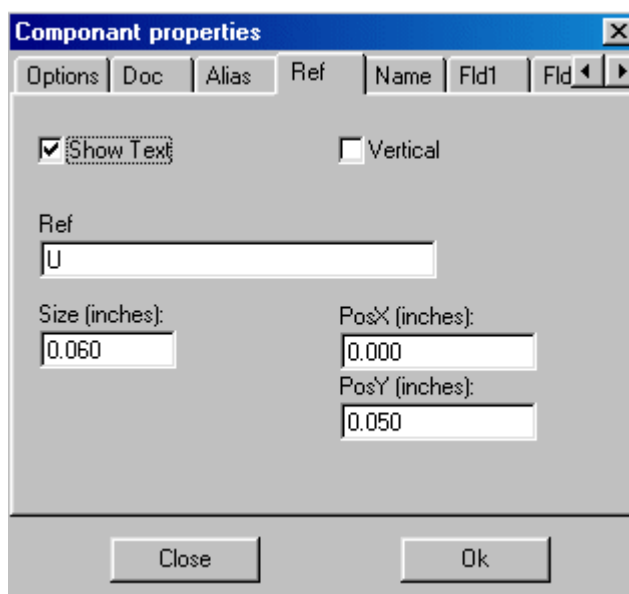 Componant properties
Options Doc Alias Ref Name Fld1 Fld
Show Text Vertical
Ref
U
Size (inches): PosX (inches):
0.060 0.000
PosY (inches):
0.050
Close Ok